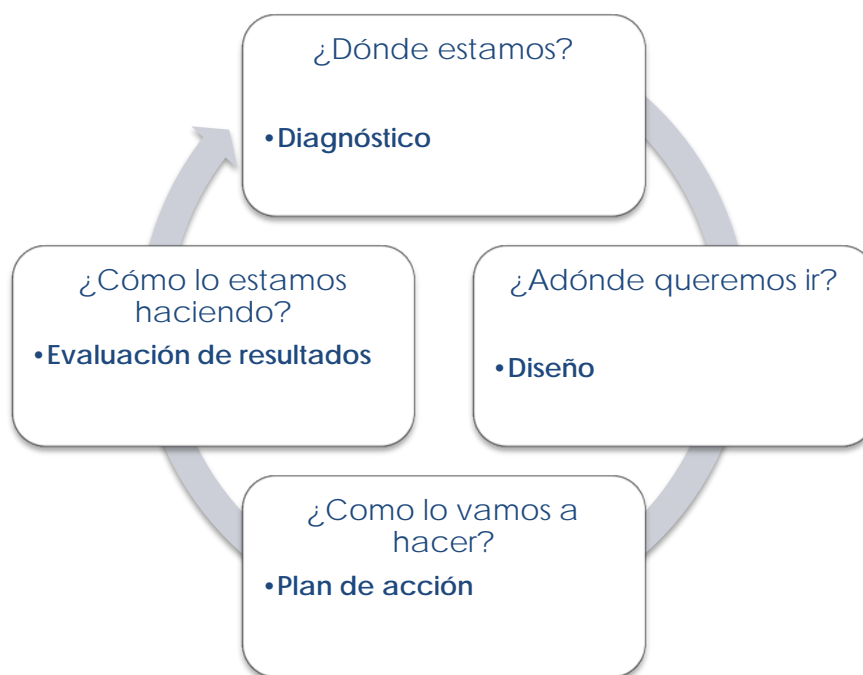 ¿Dónde estamos?
•Diagnóstico
¿Adónde queremos ir?
•Diseño
¿Como lo vamos a
hacer?
•Plan de acción
¿Cómo lo estamos
haciendo?
•Evaluación de resultados